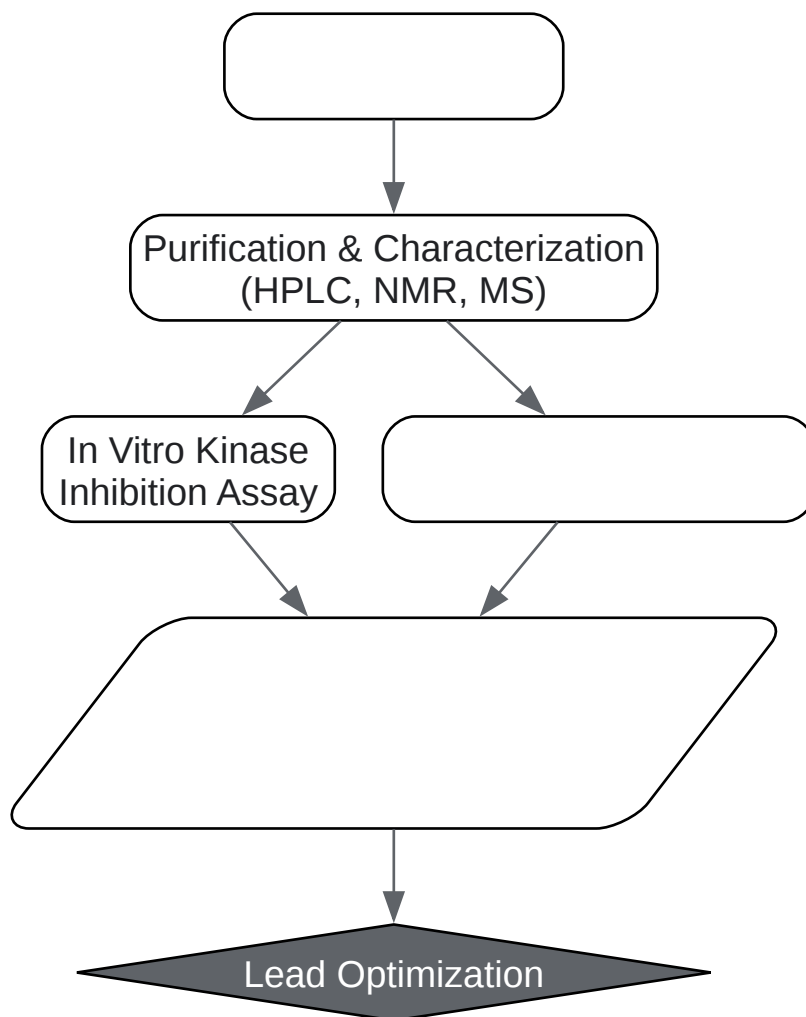 Purification & Characterization
(HPLC, NMR, MS)
In Vitro Kinase
Inhibition Assay
Lead Optimization